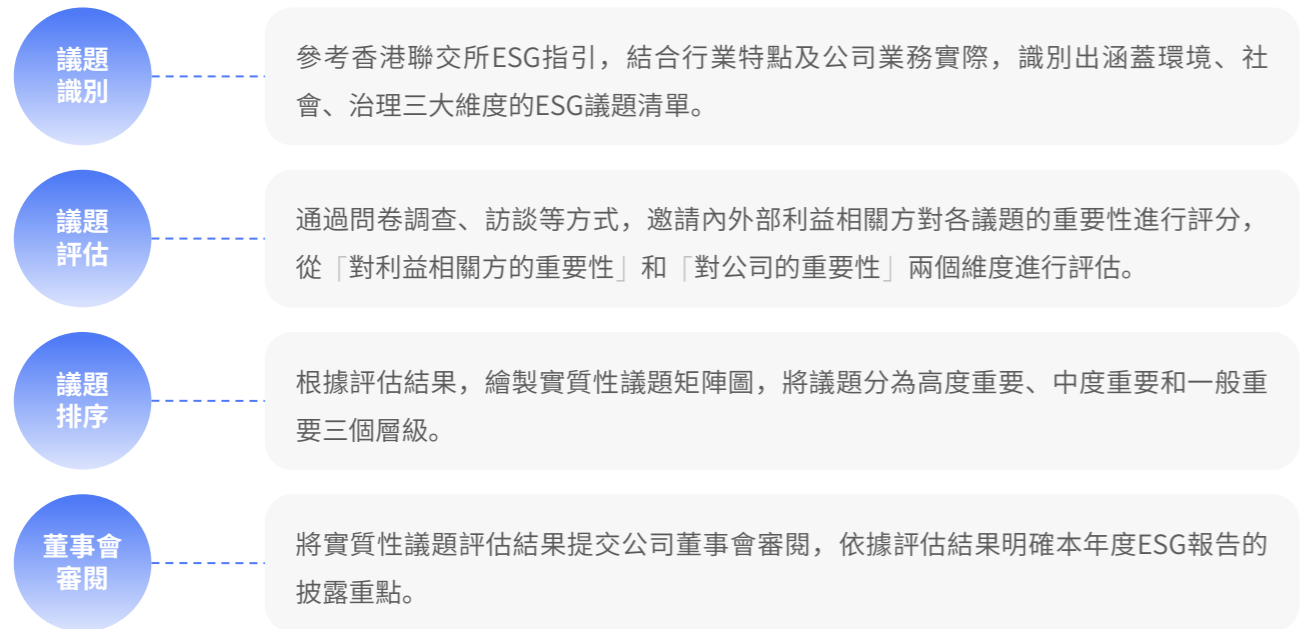 議題
識別
參考香港聯交所ESG指引，結合行業特點及公司業務實際，識別出涵蓋環境、社
會、治理三大維度的ESG議題清單。
議題
評估
通過問卷調查、訪談等方式，邀請內外部利益相關方對各議題的重要性進行評分，
從「對利益相關方的重要性」和「對公司的重要性」兩個維度進行評估。
議題
排序
根據評估結果，繪製實質性議題矩陣圖，將議題分為高度重要、中度重要和一般重
要三個層級。
董事會
審閱
將實質性議題評估結果提交公司董事會審閱，依據評估結果明確本年度ESG報告的
披露重點。